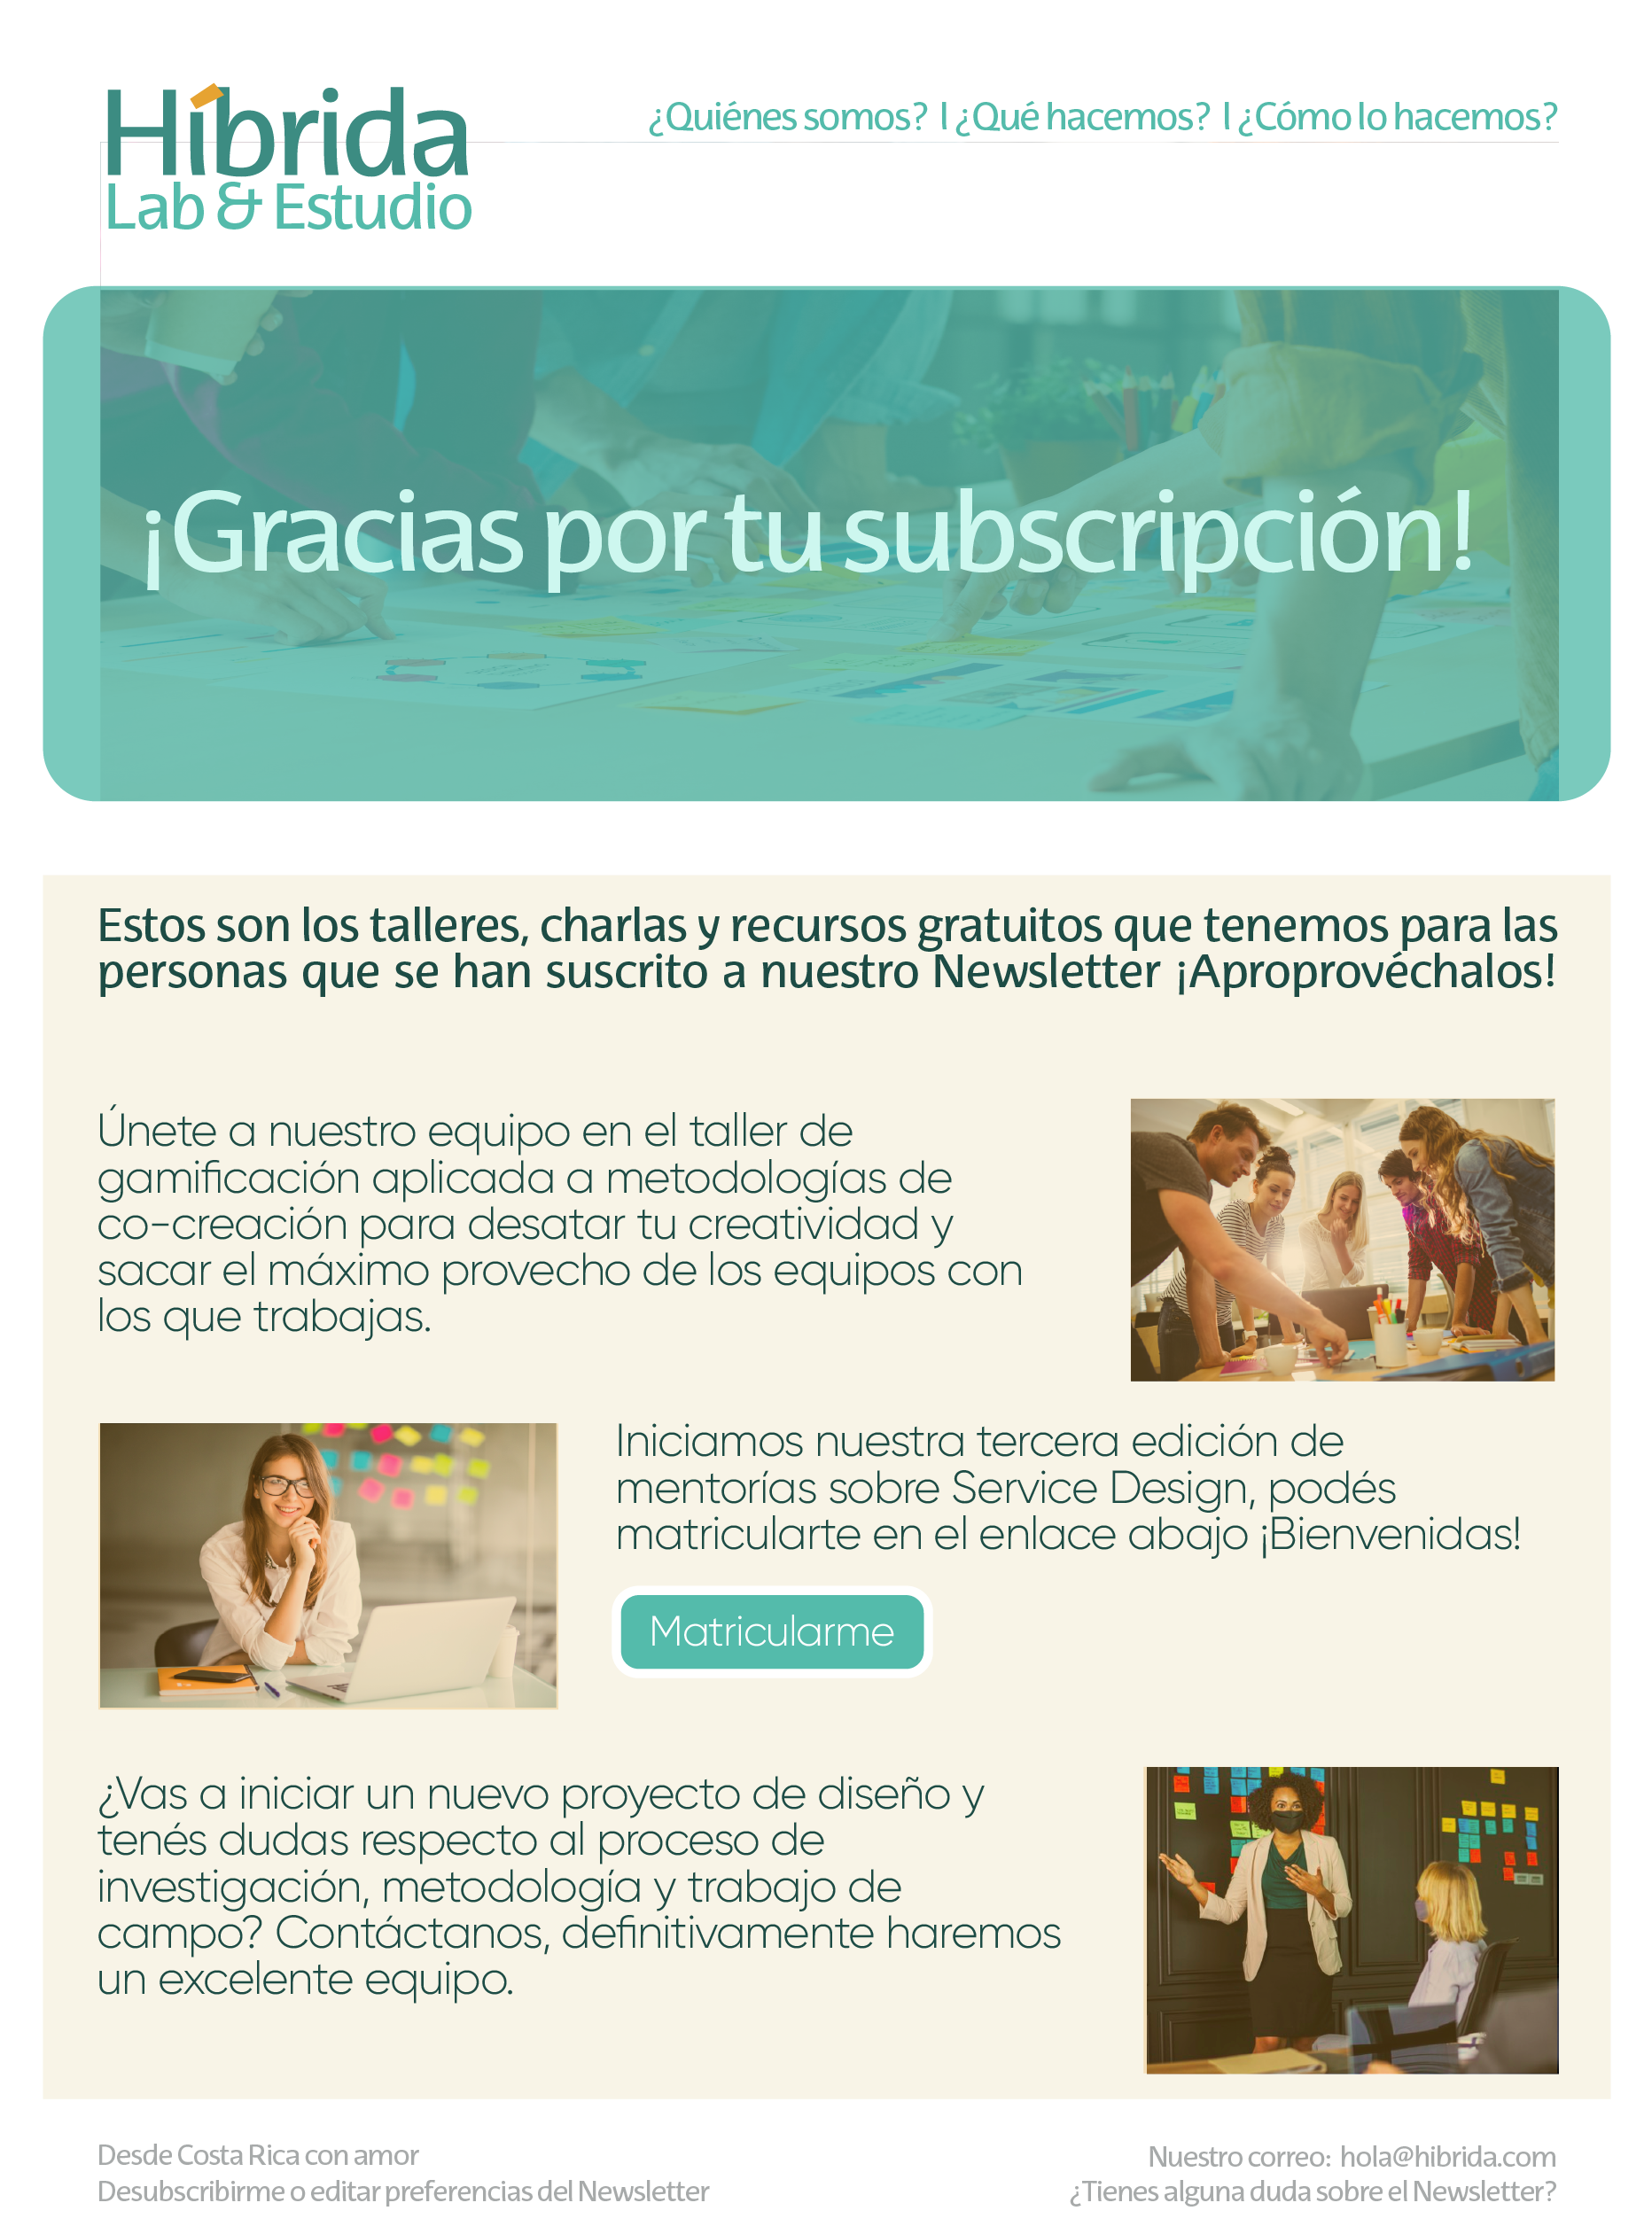 Híbrida
Lab & Estudio
¿Quiénes somos? | ¿Qué hacemos? | ¿Cómo lo hacemos?
¡Gracias por tu subscripción!
Estos son los talleres, charlas y recursos gratuitos que tenemos para las
personas que se han suscrito a nuestro Newsletter ¡Aproprovéchalos!
Únete a nuestro equipo en el taller de
gamificación aplicada a metodologías de
co-creación para desatar tu creatividad y
sacar el máximo provecho de los equipos con
los que trabajas.
Iniciamos nuestra tercera edición de
mentorías sobre Service Design, podés
matricularte en el enlace abajo ¡Bienvenidas!
Matricularme
¿Vas a iniciar un nuevo proyecto de diseño y
tenés dudas respecto al proceso de
investigación, metodología y trabajo de
campo? Contáctanos, definitivamente haremos
un excelente equipo.
Desde Costa Rica con amor
Desubscribirme o editar preferencias del Newsletter
Nuestro correo: hola@hibrida.com
¿Tienes alguna duda sobre el Newsletter?